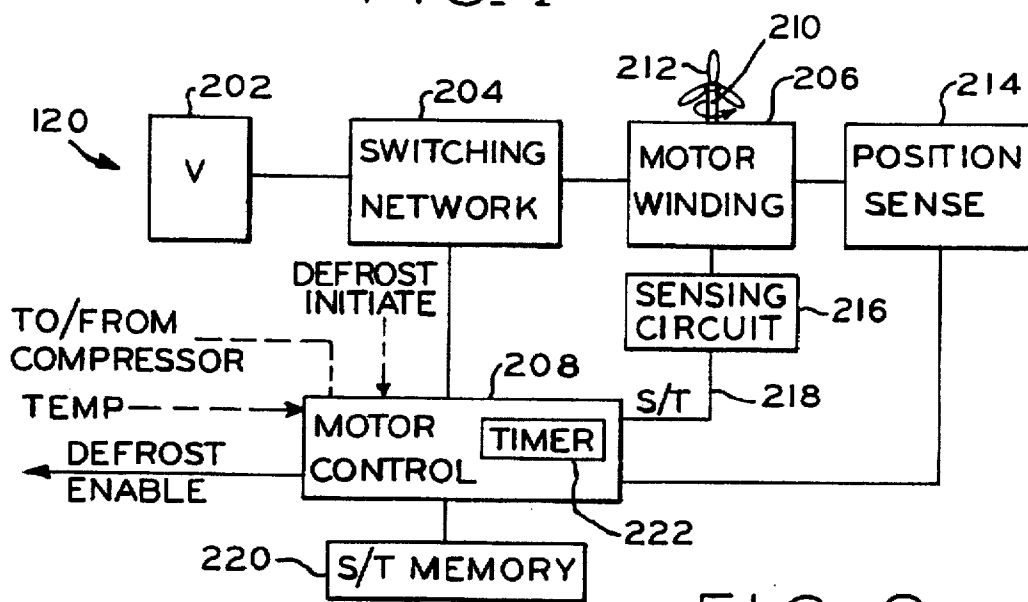 210
212
202
204
206
214
120
V
SWITCHING
NETWORK
MOTOR
WINDING
POSITION
SENSE
DEFROST
INITIATE
SENSING
CIRCUIT
216
TO/FROM
COMPRESSOR
208
S/T
218
TEMP
MOTOR
CONTROL
TIMER
DEFROST
ENABLE
222
220
S/T MEMORY